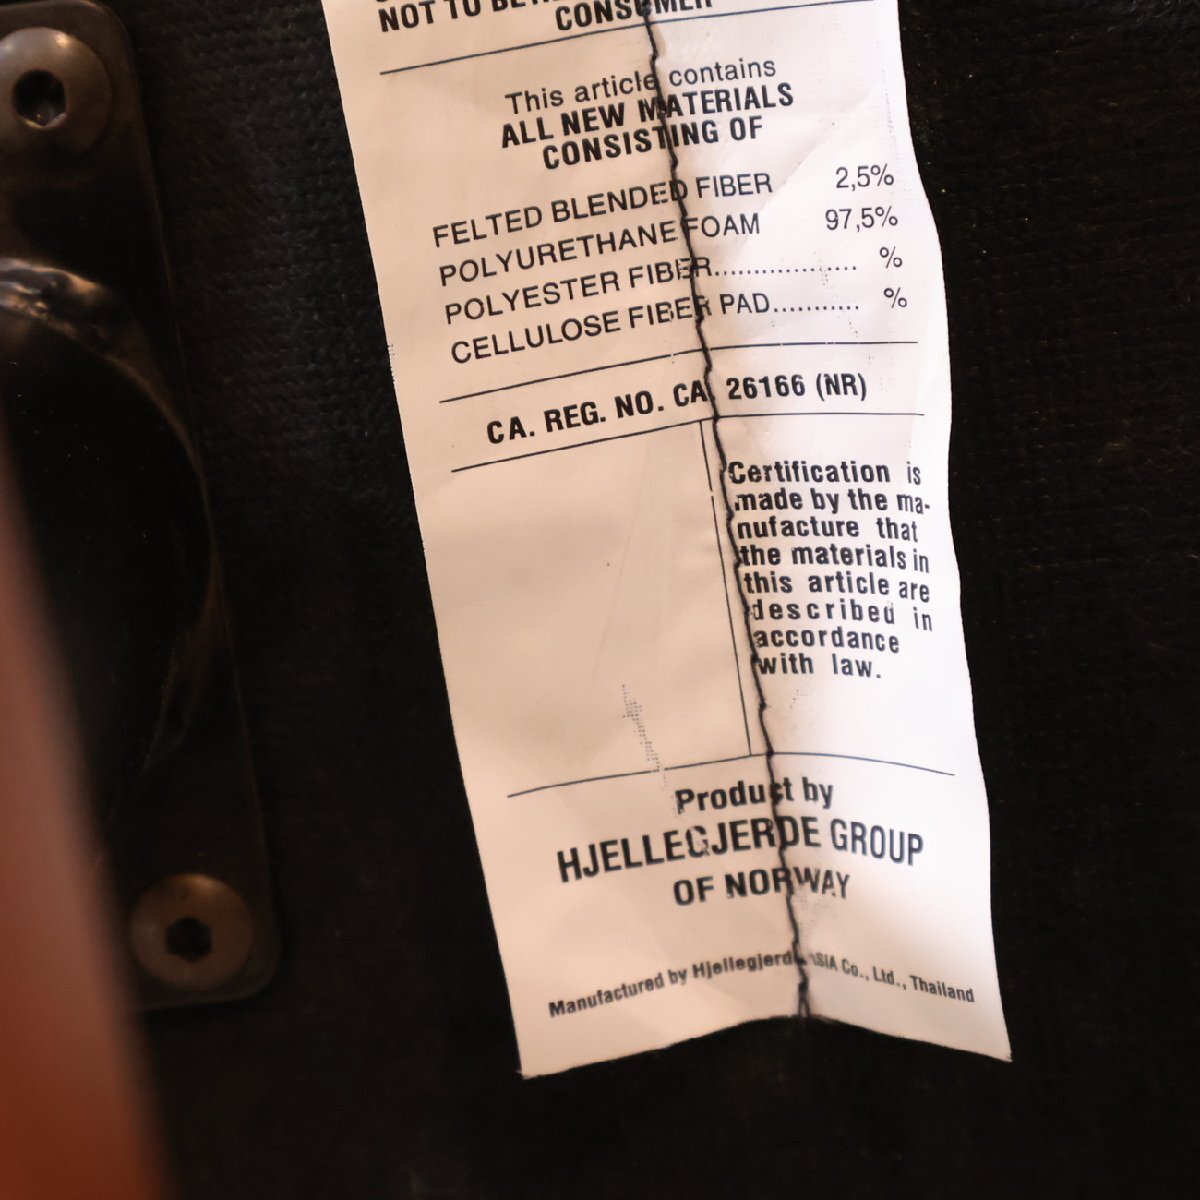 NOT TO BE
CONSUMER
This article contains
ALL NEW MATERIALS
CONSISTING OF
FELTED BLENDED FIBER 2,5%
POLYURETHANE FOAM 97,5%
POLYESTER FIBER.................. %
CELLULOSE FIBER PAD........... %
CA. REG. NO. CA 26166 (NR)
Certification is
made by the ma-
nufacture that
the materials in
this article are
described in
accordance
with law.
Product by
HJELLEGJERDE GROUP
OF NORWAY
Manufactured by Hjellegjerde ASIA Co., Ltd., Thailand